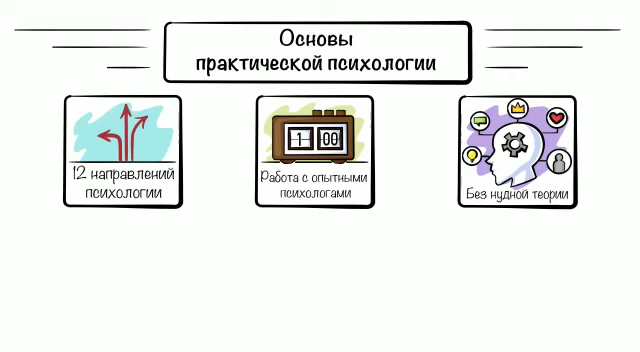 Основы
практической психологии
12 направлений
психологии
1 00
Работа с опытными
психологами
Без нудной теории